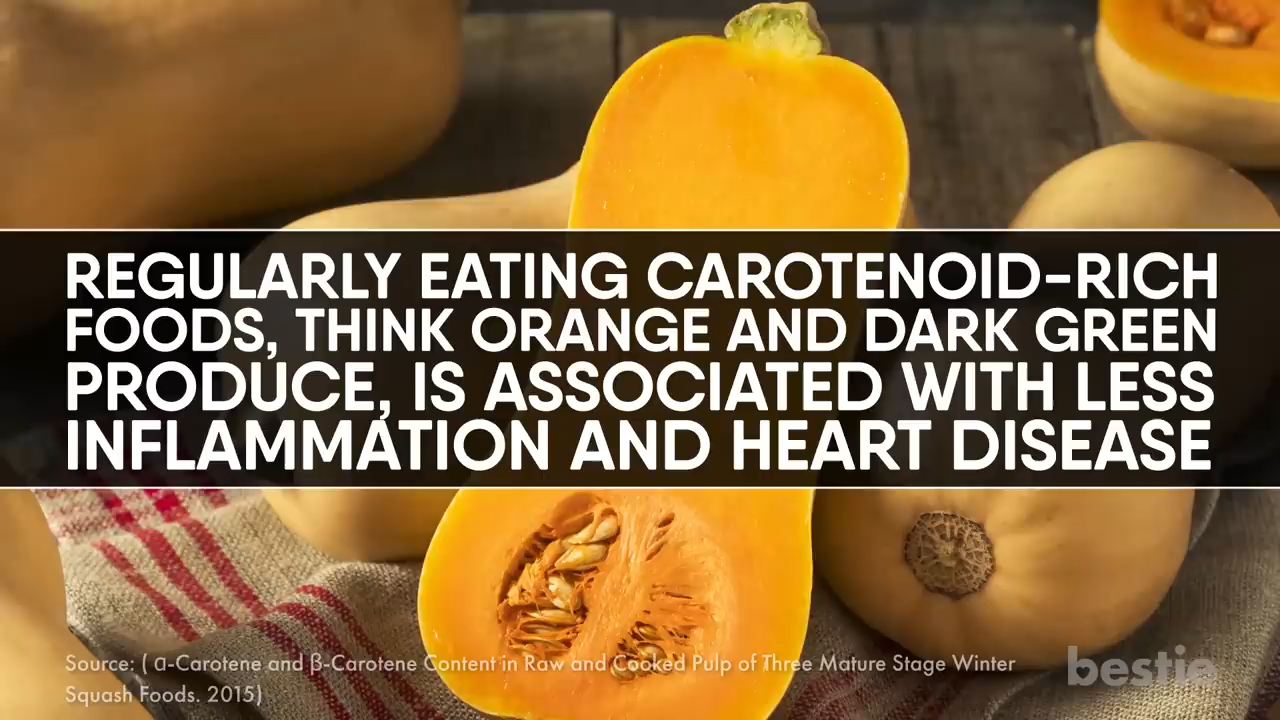 REGULARLY EATING CAROTENOID-RICH
FOODS, THINK ORANGE AND DARK GREEN
PRODUCE, IS ASSOCIATED WITH LESS
INFLAMMATION AND HEART DISEASE
Source: ( α-Carotene and β-Carotene Content in Raw and Cooked Pulp of Three Mature Stage Winter
Squash Foods. 2015)
bestie